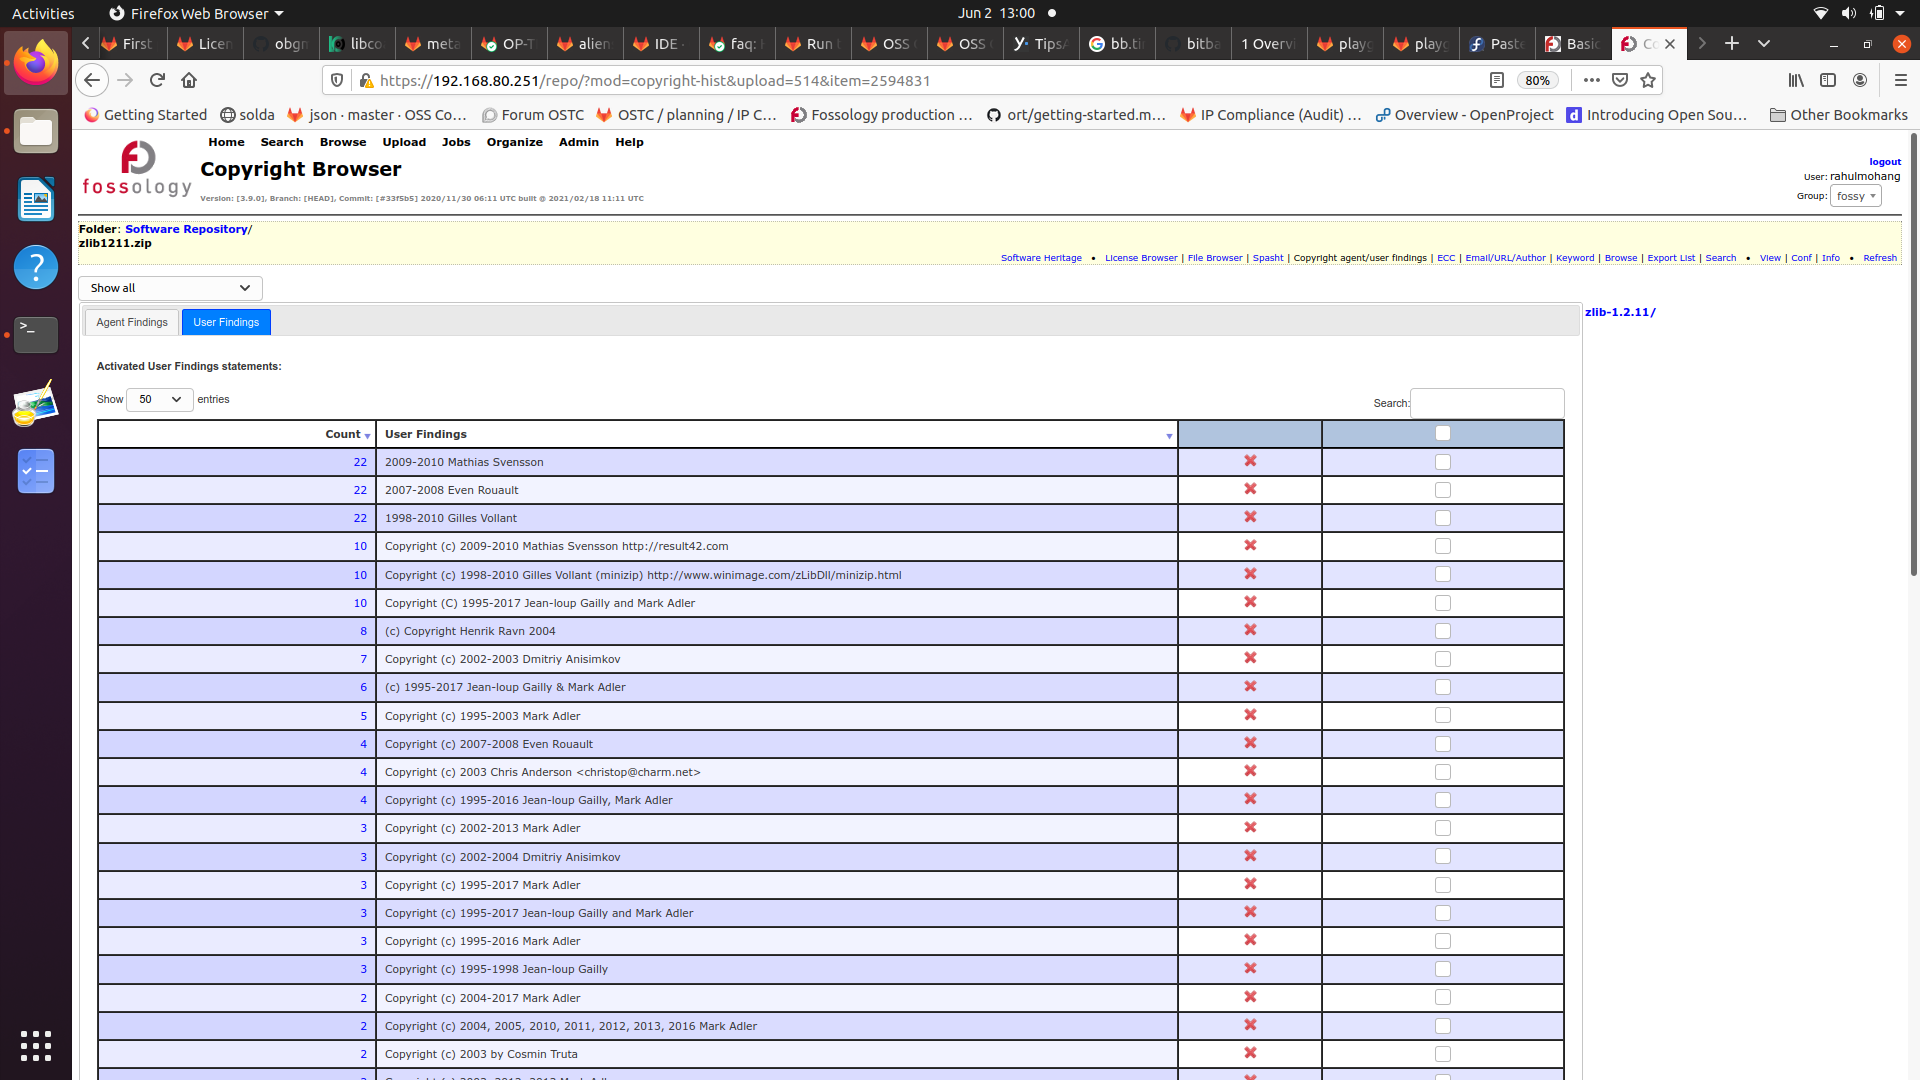 Activities
Firefox Web Browser
Jun 2 13:00
First
Licen
obgn
libco
meta
OP-T
alien
IDE
faq:
Run
OSS
OSS
TipsA
bb.ti
bitba
1 Overvi
playg
playg
Paste
Basic
Co
https://192.168.80.251/repo/?mod=copyright-hist&upload=514&item=2594831
80%
Getting Started
solda
json · master · OSS Co…
Forum OSTC
OSTC / planning / IP C…
Fossology production …
ort/getting-started.m…
IP Compliance (Audit) …
Overview - OpenProject
Introducing Open Sou…
Other Bookmarks
fossology
Home Search Browse Upload Jobs Organize Admin Help
Copyright Browser
Version: [3.9.0], Branch: [HEAD], Commit: [#33f5b5] 2020/11/30 06:11 UTC built @ 2021/02/18 11:11 UTC
logout
User: rahulmohang
Group: fossy
Folder: Software Repository/
zlib1211.zip
Software Heritage • License Browser | File Browser | Spasht | Copyright agent/user findings | ECC | Email/URL/Author | Keyword | Browse | Export List | Search • View | Conf | Info • Refresh
Show all
Agent Findings
User Findings
zlib-1.2.11/
Activated User Findings statements:
Show 50 entries
Search:
Count User Findings
22 2009-2010 Mathias Svensson
22 2007-2008 Even Rouault
22 1998-2010 Gilles Vollant
10 Copyright (c) 2009-2010 Mathias Svensson http://result42.com
10 Copyright (c) 1998-2010 Gilles Vollant (minizip) http://www.winimage.com/zLibDll/minizip.html
10 Copyright (C) 1995-2017 Jean-loup Gailly and Mark Adler
8 (c) Copyright Henrik Ravn 2004
7 Copyright (c) 2002-2003 Dmitriy Anisimkov
6 (c) 1995-2017 Jean-loup Gailly & Mark Adler
5 Copyright (c) 1995-2003 Mark Adler
4 Copyright (c) 2007-2008 Even Rouault
4 Copyright (c) 2003 Chris Anderson <christop@charm.net>
4 Copyright (c) 1995-2016 Jean-loup Gailly, Mark Adler
3 Copyright (c) 2002-2013 Mark Adler
3 Copyright (c) 2002-2004 Dmitriy Anisimkov
3 Copyright (c) 1995-2017 Mark Adler
3 Copyright (c) 1995-2017 Jean-loup Gailly and Mark Adler
3 Copyright (c) 1995-2016 Mark Adler
3 Copyright (c) 1995-1998 Jean-loup Gailly
2 Copyright (c) 2004-2017 Mark Adler
2 Copyright (c) 2004, 2005, 2010, 2011, 2012, 2013, 2016 Mark Adler
2 Copyright (c) 2003 by Cosmin Truta